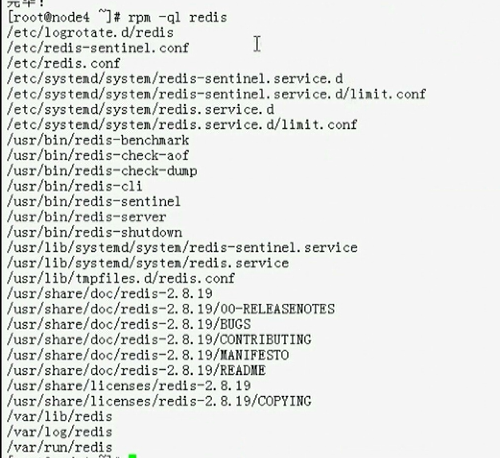 完毕！
[root@node4 ~]# rpm -ql redis
/etc/logrotate.d/redis
/etc/redis-sentinel.conf
/etc/redis.conf
/etc/systemd/system/redis-sentinel.service.d
/etc/systemd/system/redis-sentinel.service.d/limit.conf
/etc/systemd/system/redis.service.d
/etc/systemd/system/redis.service.d/limit.conf
/usr/bin/redis-benchmark
/usr/bin/redis-check-aof
/usr/bin/redis-check-dump
/usr/bin/redis-cli
/usr/bin/redis-sentinel
/usr/bin/redis-server
/usr/bin/redis-shutdown
/usr/lib/systemd/system/redis-sentinel.service
/usr/lib/systemd/system/redis.service
/usr/lib/tmpfiles.d/redis.conf
/usr/share/doc/redis-2.8.19
/usr/share/doc/redis-2.8.19/00-RELEASENOTES
/usr/share/doc/redis-2.8.19/BUGS
/usr/share/doc/redis-2.8.19/CONTRIBUTING
/usr/share/doc/redis-2.8.19/MANIFESTO
/usr/share/doc/redis-2.8.19/README
/usr/share/licenses/redis-2.8.19
/usr/share/licenses/redis-2.8.19/COPYING
/var/lib/redis
/var/log/redis
/var/run/redis